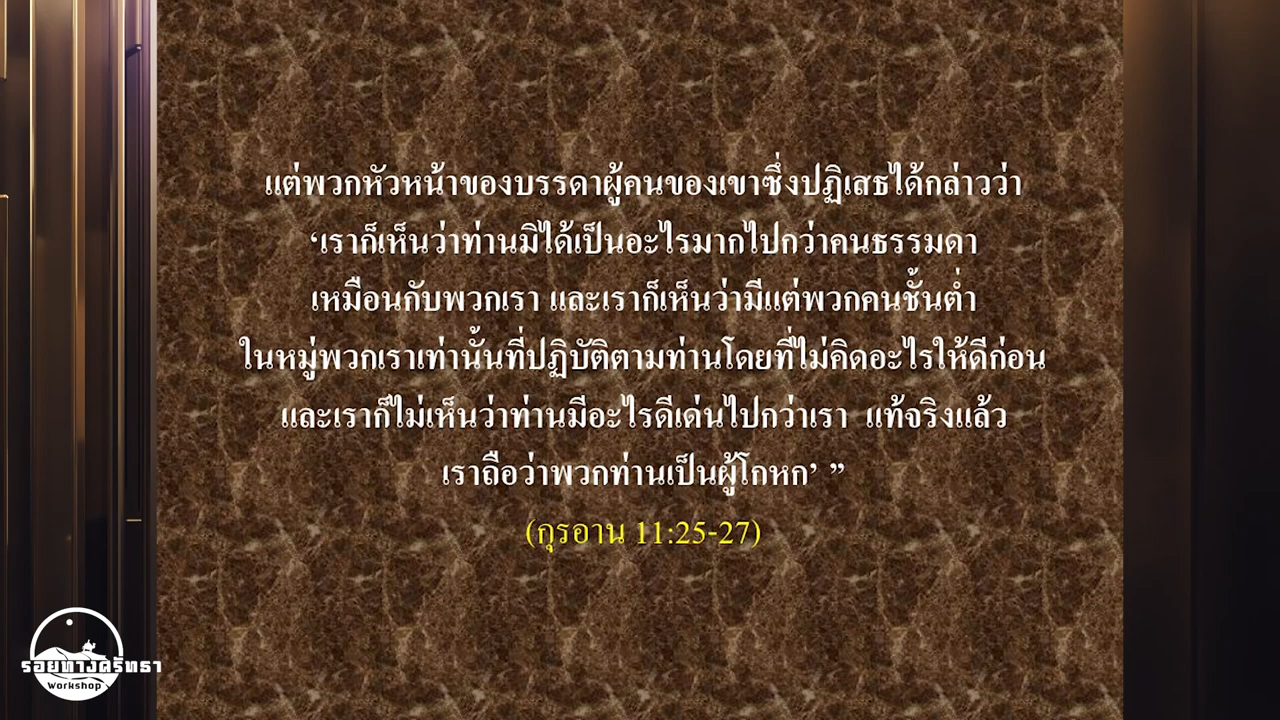 แต่พวกหัวหน้าของบรรดาผู้คนของเขาซึ่งปฏิเสธได้กล่าวว่า
‘เราก็เห็นว่าท่านมิได้เป็นอะไรมากไปกว่าคนธรรมดา
เหมือนกับพวกเรา และเราก็เห็นว่ามีแต่พวกคนชั้นต่ำ
ในหมู่พวกเราเท่านั้นที่ปฏิบัติตามท่านโดยที่ไม่คิดอะไรให้ดีก่อน
และเราก็ไม่เห็นว่าท่านมีอะไรดีเด่นไปกว่าเรา แท้จริงแล้ว
เราถือว่าพวกท่านเป็นผู้โกหก’ ”
(กุรอาน 11:25-27)
รอยทางศรัทธา
Workshop